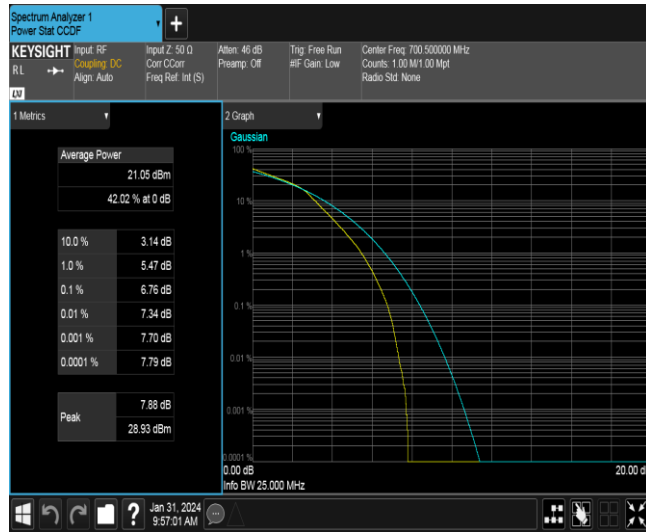 Spectrum Analyzer 1
Power Stat CCDF
+
KEYSIGHT
RL
LXI
Input: RF
Coupling: DC
Align: Auto
Input Z: 50 Ω
Corr CCorr
Freq Ref: Int (S)
Atten: 46 dB
Preamp: Off
Trig: Free Run
#IF Gain: Low
Center Freq: 700.500000 MHz
Counts: 1.00 M/1.00 Mpt
Radio Std: None
1 Metrics
Average Power
21.05 dBm
42.02 % at 0 dB
10.0 % 3.14 dB
1.0 % 5.47 dB
0.1 % 6.76 dB
0.01 % 7.34 dB
0.001 % 7.70 dB
0.0001 % 7.79 dB
Peak
7.88 dB
28.93 dBm
2 Graph
Gaussian
100 %
10 %
1 %
0.1 %
0.01 %
0.001 %
0.0001 %
0.00 dB
20.00 d
Info BW 25.000 MHz
?
Jan 31, 2024
9:57:01 AM